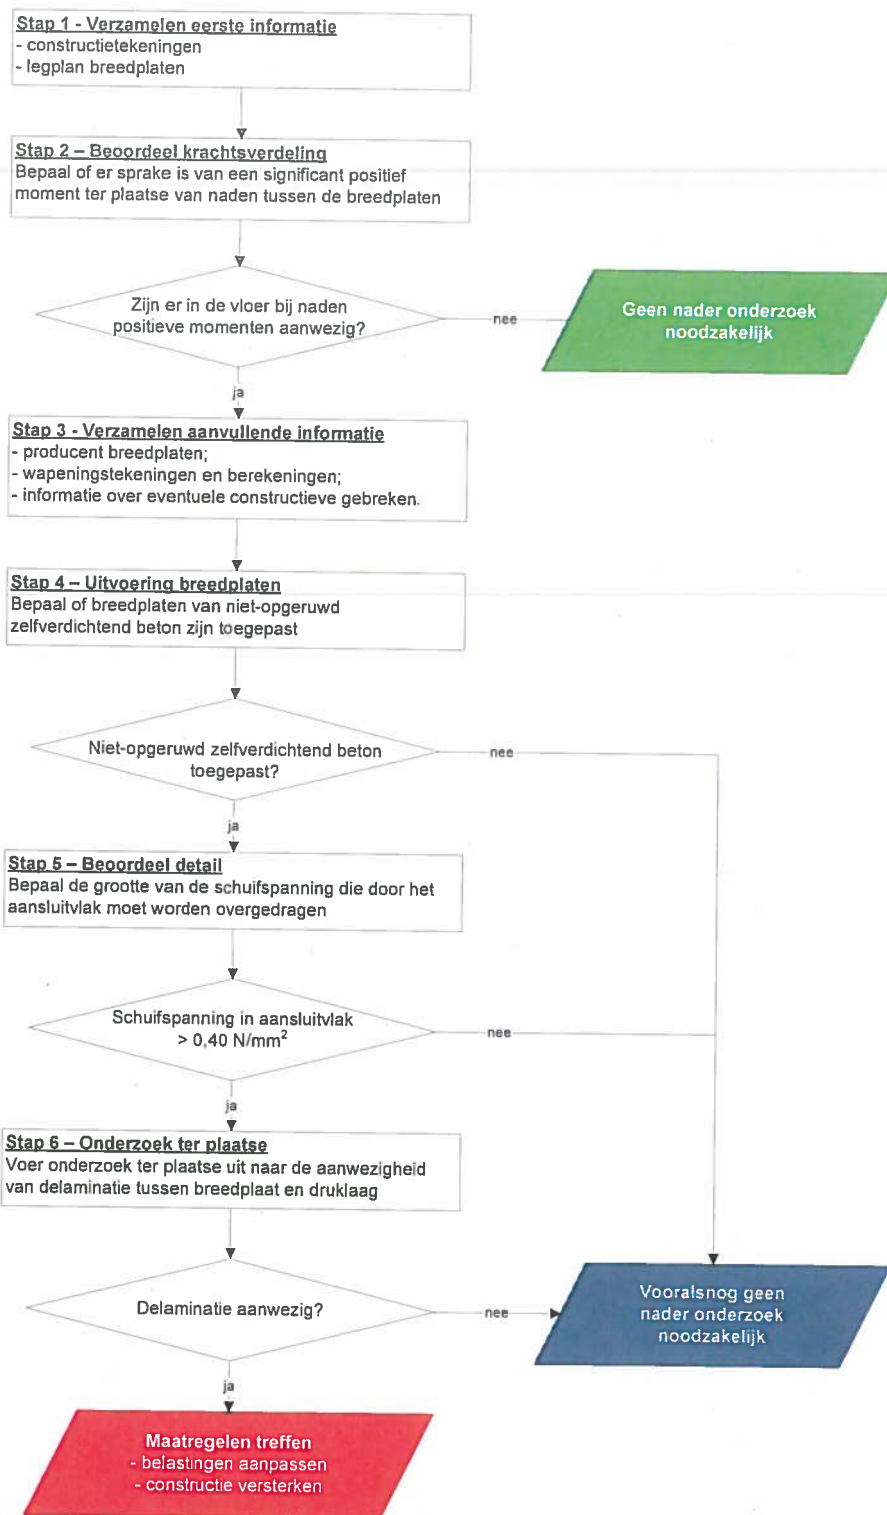 Stap 1 - Verzamelen eerste informatie
- constructietekeningen
- legplan breedplaten
Stap 2 – Beoordeel krachtsverdeling
Bepaal of er sprake is van een significant positief
moment ter plaatse van naden tussen de breedplaten
Zijn er in de vloer bij naden
positieve momenten aanwezig?
nee
Geen nader onderzoek
noodzakelijk
ja
Stap 3 - Verzamelen aanvullende informatie
- producent breedplaten;
- wapeningstekeningen en berekeningen;
- informatie over eventuele constructieve gebreken.
Stap 4 – Uitvoering breedplaten
Bepaal of breedplaten van niet-opgeruwd
zelfverdichtend beton zijn toegepast
Niet-opgeruwd zelfverdichtend beton
toegepast?
nee
ja
Stap 5 – Beoordeel detail
Bepaal de grootte van de schuifspanning die door het
aansluitvlak moet worden overgedragen
Schuifspanning in aansluitvlak
> 0,40 N/mm²
nee
ja
Stap 6 – Onderzoek ter plaatse
Voer onderzoek ter plaatse uit naar de aanwezigheid
van delaminatie tussen breedplaat en druklaag
Delaminatie aanwezig?
nee
Vooralsnog geen
nader onderzoek
noodzakelijk
ja
Maatregelen treffen
- belastingen aanpassen
- constructie versterken